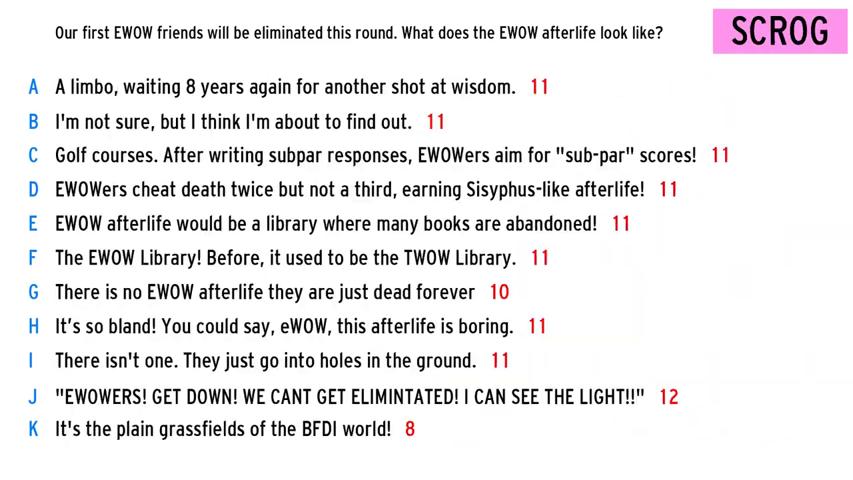 Our first EWOW friends will be eliminated this round. What does the EWOW afterlife look like?
SCROG
A A limbo, waiting 8 years again for another shot at wisdom. 11
B I'm not sure, but I think I'm about to find out. 11
C Golf courses. After writing subpar responses, EWOWers aim for "sub-par" scores! 11
D EWOWers cheat death twice but not a third, earning Sisyphus-like afterlife! 11
E EWOW afterlife would be a library where many books are abandoned! 11
F The EWOW Library! Before, it used to be the TWOW Library. 11
G There is no EWOW afterlife they are just dead forever 10
H It’s so bland! You could say, eWOW, this afterlife is boring. 11
I There isn't one. They just go into holes in the ground. 11
J "EWOWERS! GET DOWN! WE CANT GET ELIMINTATED! I CAN SEE THE LIGHT!!" 12
K It's the plain grassfields of the BFDI world! 8